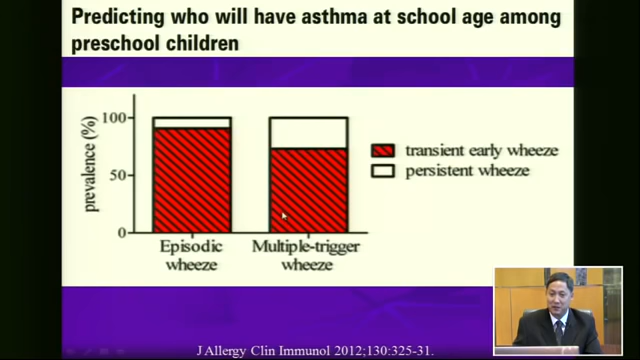 Predicting who will have asthma at school age among
preschool children
prevalence (%)
100
50
0
transient early wheeze
persistent wheeze
Episodic
wheeze
Multiple-trigger
wheeze
J Allergy Clin Immunol 2012;130:325-31.